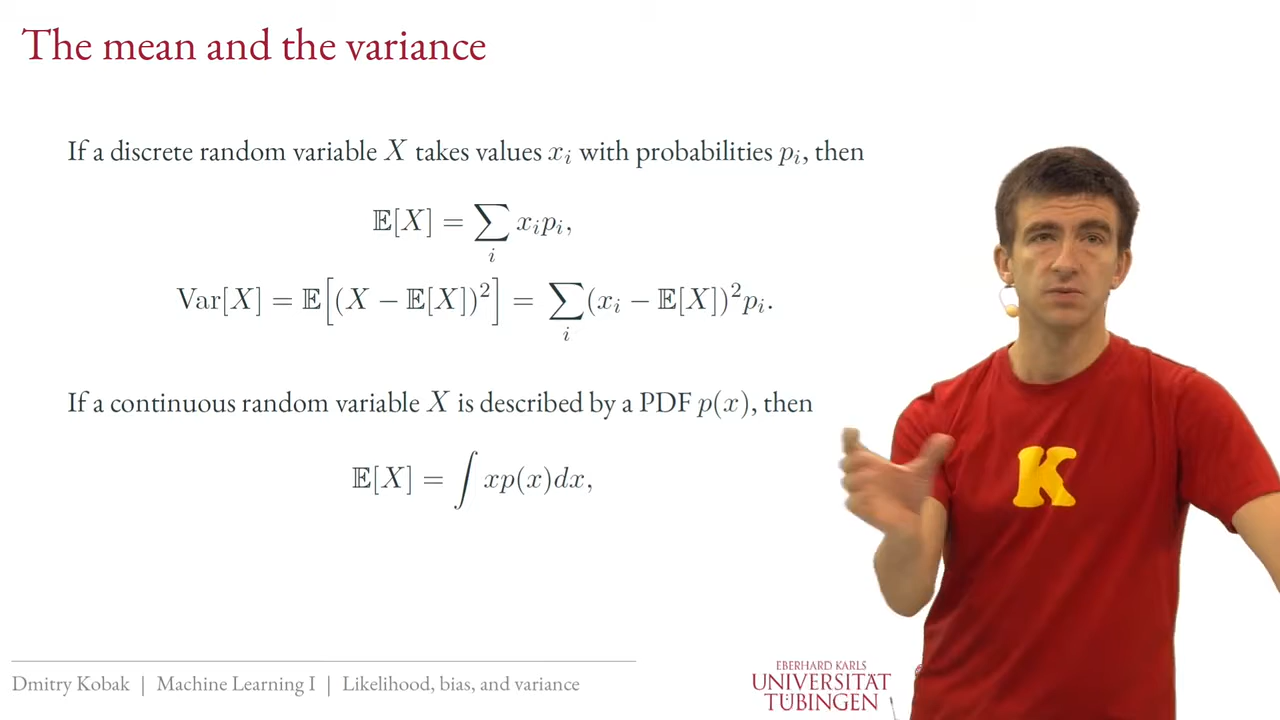 The mean and the variance
If a discrete random variable X takes values x_i with probabilities p_i, then
𝔼[X] = ∑_i x_i p_i,
Var[X] = 𝔼[(X − 𝔼[X])²] = ∑_i (x_i − 𝔼[X])² p_i.
If a continuous random variable X is described by a PDF p(x), then
𝔼[X] = ∫ xp(x)dx,
K
Dmitry Kobak | Machine Learning I | Likelihood, bias, and variance
EBERHARD KARLS
UNIVERSITÄT
TÜBINGEN